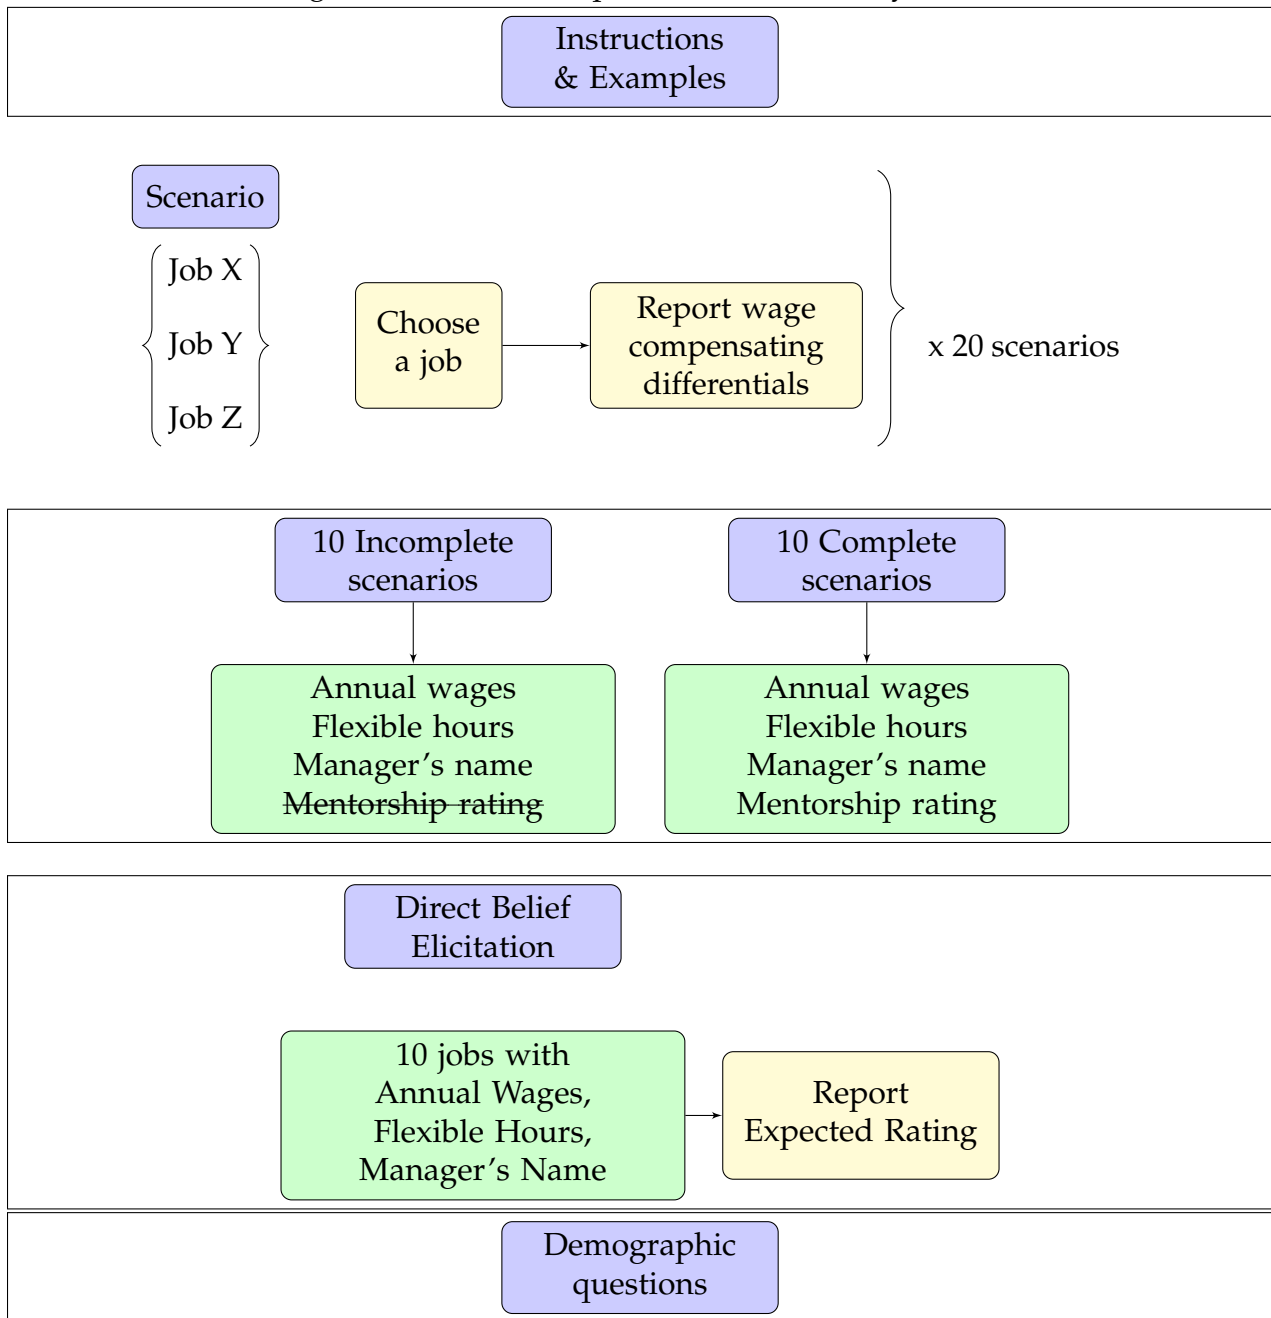 Instructions
& Examples
Scenario
Job X
Job Y
Job Z
Choose
a job
Report wage
compensating
differentials
x 20 scenarios
10 Incomplete
scenarios
10 Complete
scenarios
Annual wages
Flexible hours
Manager's name
Mentorship rating
Annual wages
Flexible hours
Manager's name
Mentorship rating
Direct Belief
Elicitation
10 jobs with
Annual Wages,
Flexible Hours,
Manager's Name
Report
Expected Rating
Demographic
questions